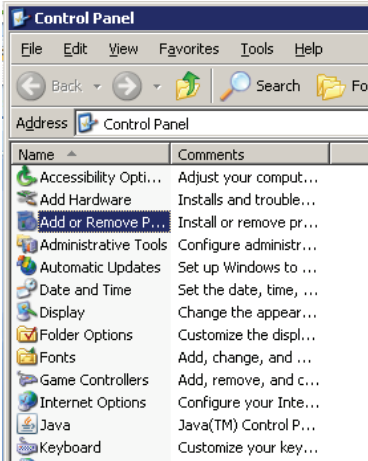 Control Panel
File Edit View Favorites Tools Help
Back Search Fo
Address Control Panel
Name Comments
Accessibility Opti... Adjust your comput...
Add Hardware Installs and trouble...
Add or Remove P... Install or remove pr...
Administrative Tools Configure administr...
Automatic Updates Set up Windows to ...
Date and Time Set the date, time, ...
Display Change the appear...
Folder Options Customize the displ...
Fonts Add, change, and ...
Game Controllers Add, remove, and c...
Internet Options Configure your Inte...
Java Java(TM) Control P...
Keyboard Customize your key...